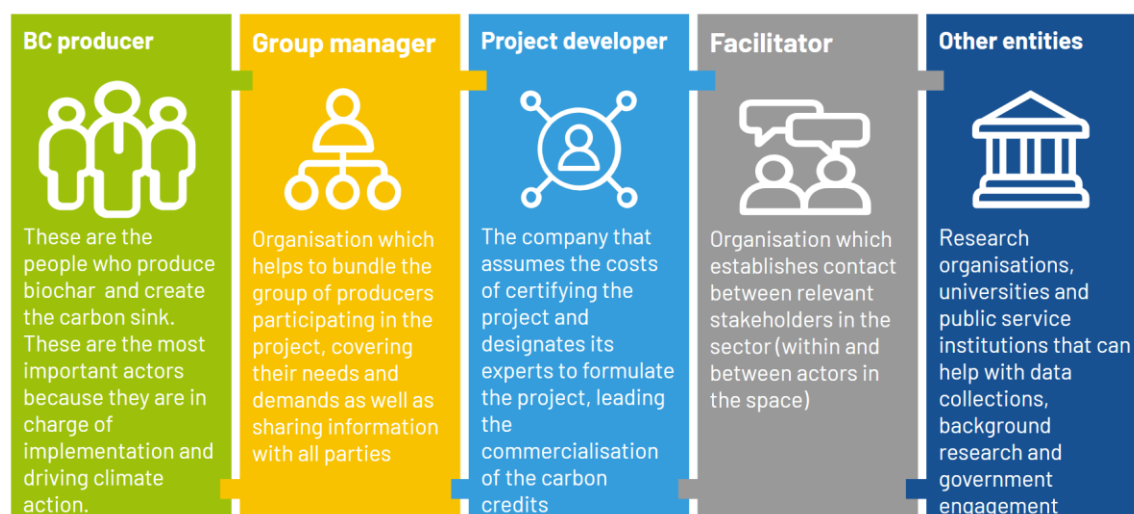 BC producer
These are the
people who produce
biochar and create
the carbon sink.
These are the most
important actors
because they are in
charge of
implementation and
driving climate
action.
Group manager
Organisation which
helps to bundle the
group of producers
participating in the
project, covering
their needs and
demands as well as
sharing information
with all parties
Project developer
The company that
assumes the costs
of certifying the
project and
designates its
experts to formulate
the project, leading
the
commercialisation
of the carbon
credits
Facilitator
Organisation which
establishes contact
between relevant
stakeholders in the
sector (within and
between actors in
the space)
Other entities
Research
organisations,
universities and
public service
institutions that can
help with data
collections,
background
research and
government
engagement